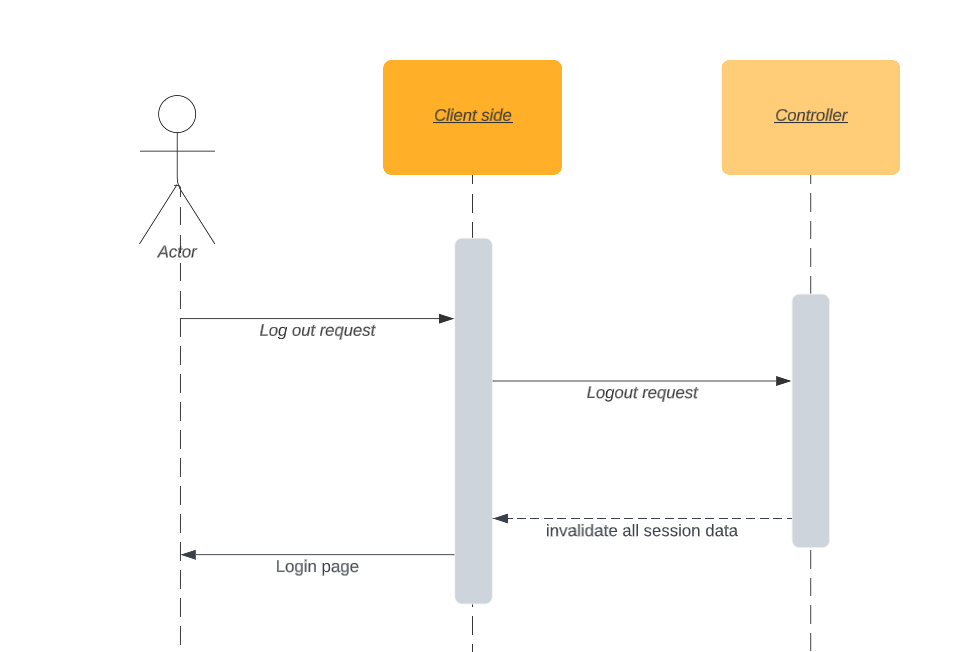 Client side
Controller
Actor
Log out request
Logout request
invalidate all session data
Login page